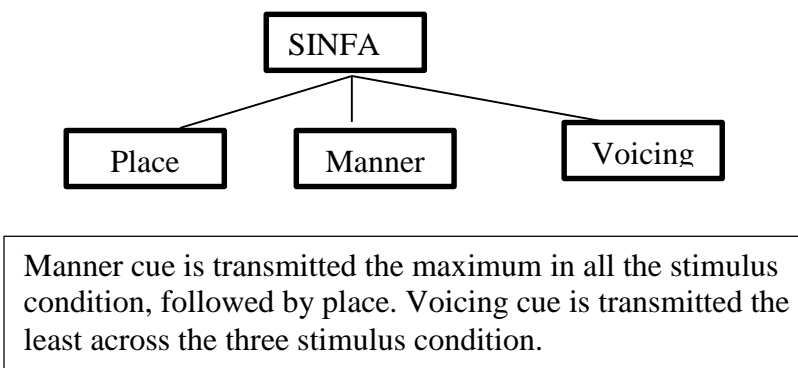 SINFA
Place
Manner
Voicing
Manner cue is transmitted the maximum in all the stimulus
condition, followed by place. Voicing cue is transmitted the
least across the three stimulus condition.